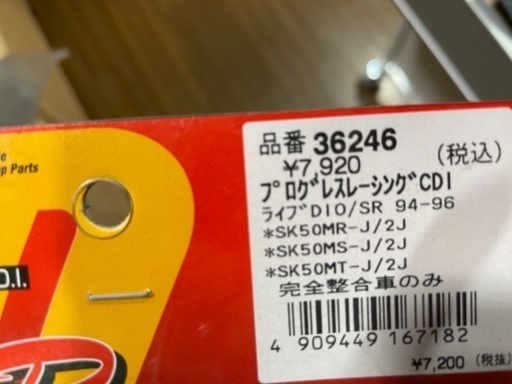 p Parts
D.I.
品番 36246
¥7,920 (税込)
プログレスレーシングCDI
ライブDIO/SR 94-96
*SK50MR-J/2J
*SK50MS-J/2J
*SK50MT-J/2J
完全整合車のみ
4 909449 167182
¥7,200 (税抜)